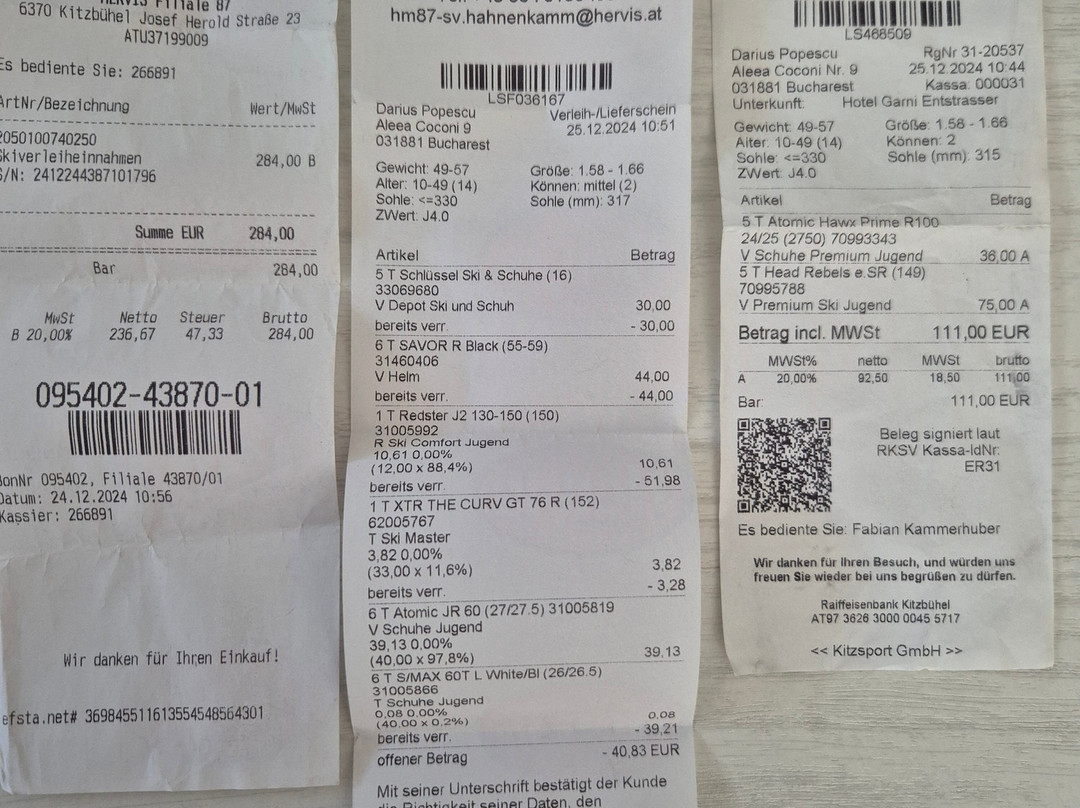 HERVIS Filiale 87
6370 Kitzbühel Josef Herold Straße 23
ATU37199009
Es bediente Sie: 266891
ArtNr/Bezeichnung Wert/MwSt
2050100740250
Skiverleiheinnahmen 284,00 B
S/N: 2412244387101796
Summe EUR 284,00
Bar 284,00
MwSt Netto Steuer Brutto
B 20,00% 236,67 47,33 284,00
095402-43870-01
BonNr 095402, Filiale 43870/01
Datum: 24.12.2024 10:56
Kassier: 266891
Wir danken für Ihren Einkauf!
efsta.net# 3698455116135545485643​01
hm87-sv.hahnenkamm@hervis.at
LSF036167
Darius Popescu Verleih-/Lieferschein
Aleea Coconi 9 25.12.2024 10:51
031881 Bucharest
Gewicht: 49-57 Größe: 1.58 - 1.66
Alter: 10-49 (14) Können: mittel (2)
Sohle: <=330 Sohle (mm): 317
ZWert: J4.0
Artikel Betrag
5 T Schlüssel Ski & Schuhe (16)
33069680
V Depot Ski und Schuh 30,00
bereits verr. - 30,00
6 T SAVOR R Black (55-59)
31460406
V Helm 44,00
bereits verr. - 44,00
1 T Redster J2 130-150 (150)
31005992
R Ski Comfort Jugend
10,61 0,00%
(12,00 x 88,4%) 10,61
bereits verr. - 51,98
1 T XTR THE CURV GT 76 R (152)
62005767
T Ski Master
3,82 0,00%
(33,00 x 11,6%) 3,82
bereits verr. - 3,28
6 T Atomic JR 60 (27/27.5) 31005819
V Schuhe Jugend
39,13 0,00%
(40,00 x 97,8%) 39,13
6 T S/MAX 60T L White/Bl (26/26.5)
31005866
T Schuhe Jugend
0,08 0,00%
(40,00 x 0,2%) 0,08
bereits verr. - 39,21
offener Betrag - 40,83 EUR
Mit seiner Unterschrift bestätigt der Kunde
die Richtigkeit seiner Daten, den
LS468509
Darius Popescu RgNr 31-20537
Aleea Coconi Nr. 9 25.12.2024 10:44
031881 Bucharest Kassa: 000031
Unterkunft: Hotel Garni Entstrasser
Gewicht: 49-57 Größe: 1.58 - 1.66
Alter: 10-49 (14) Können: 2
Sohle: <=330 Sohle (mm): 315
ZWert: J4.0
Artikel Betrag
5 T Atomic Hawx Prime R100
24/25 (2750) 70993343
V Schuhe Premium Jugend 36,00 A
5 T Head Rebels e.SR (149)
70995788
V Premium Ski Jugend 75,00 A
Betrag incl. MWSt 111,00 EUR
MWSt% netto MWSt brutto
A 20,00% 92,50 18,50 111,00
Bar: 111,00 EUR
Beleg signiert laut
RKSV Kassa-IdNr:
ER31
Es bediente Sie: Fabian Kammerhuber
Wir danken für Ihren Besuch, und würden uns
freuen Sie wieder bei uns begrüßen zu dürfen.
Raiffeisenbank Kitzbühel
AT97 3626 3000 0045 5717
<< Kitzsport GmbH >>